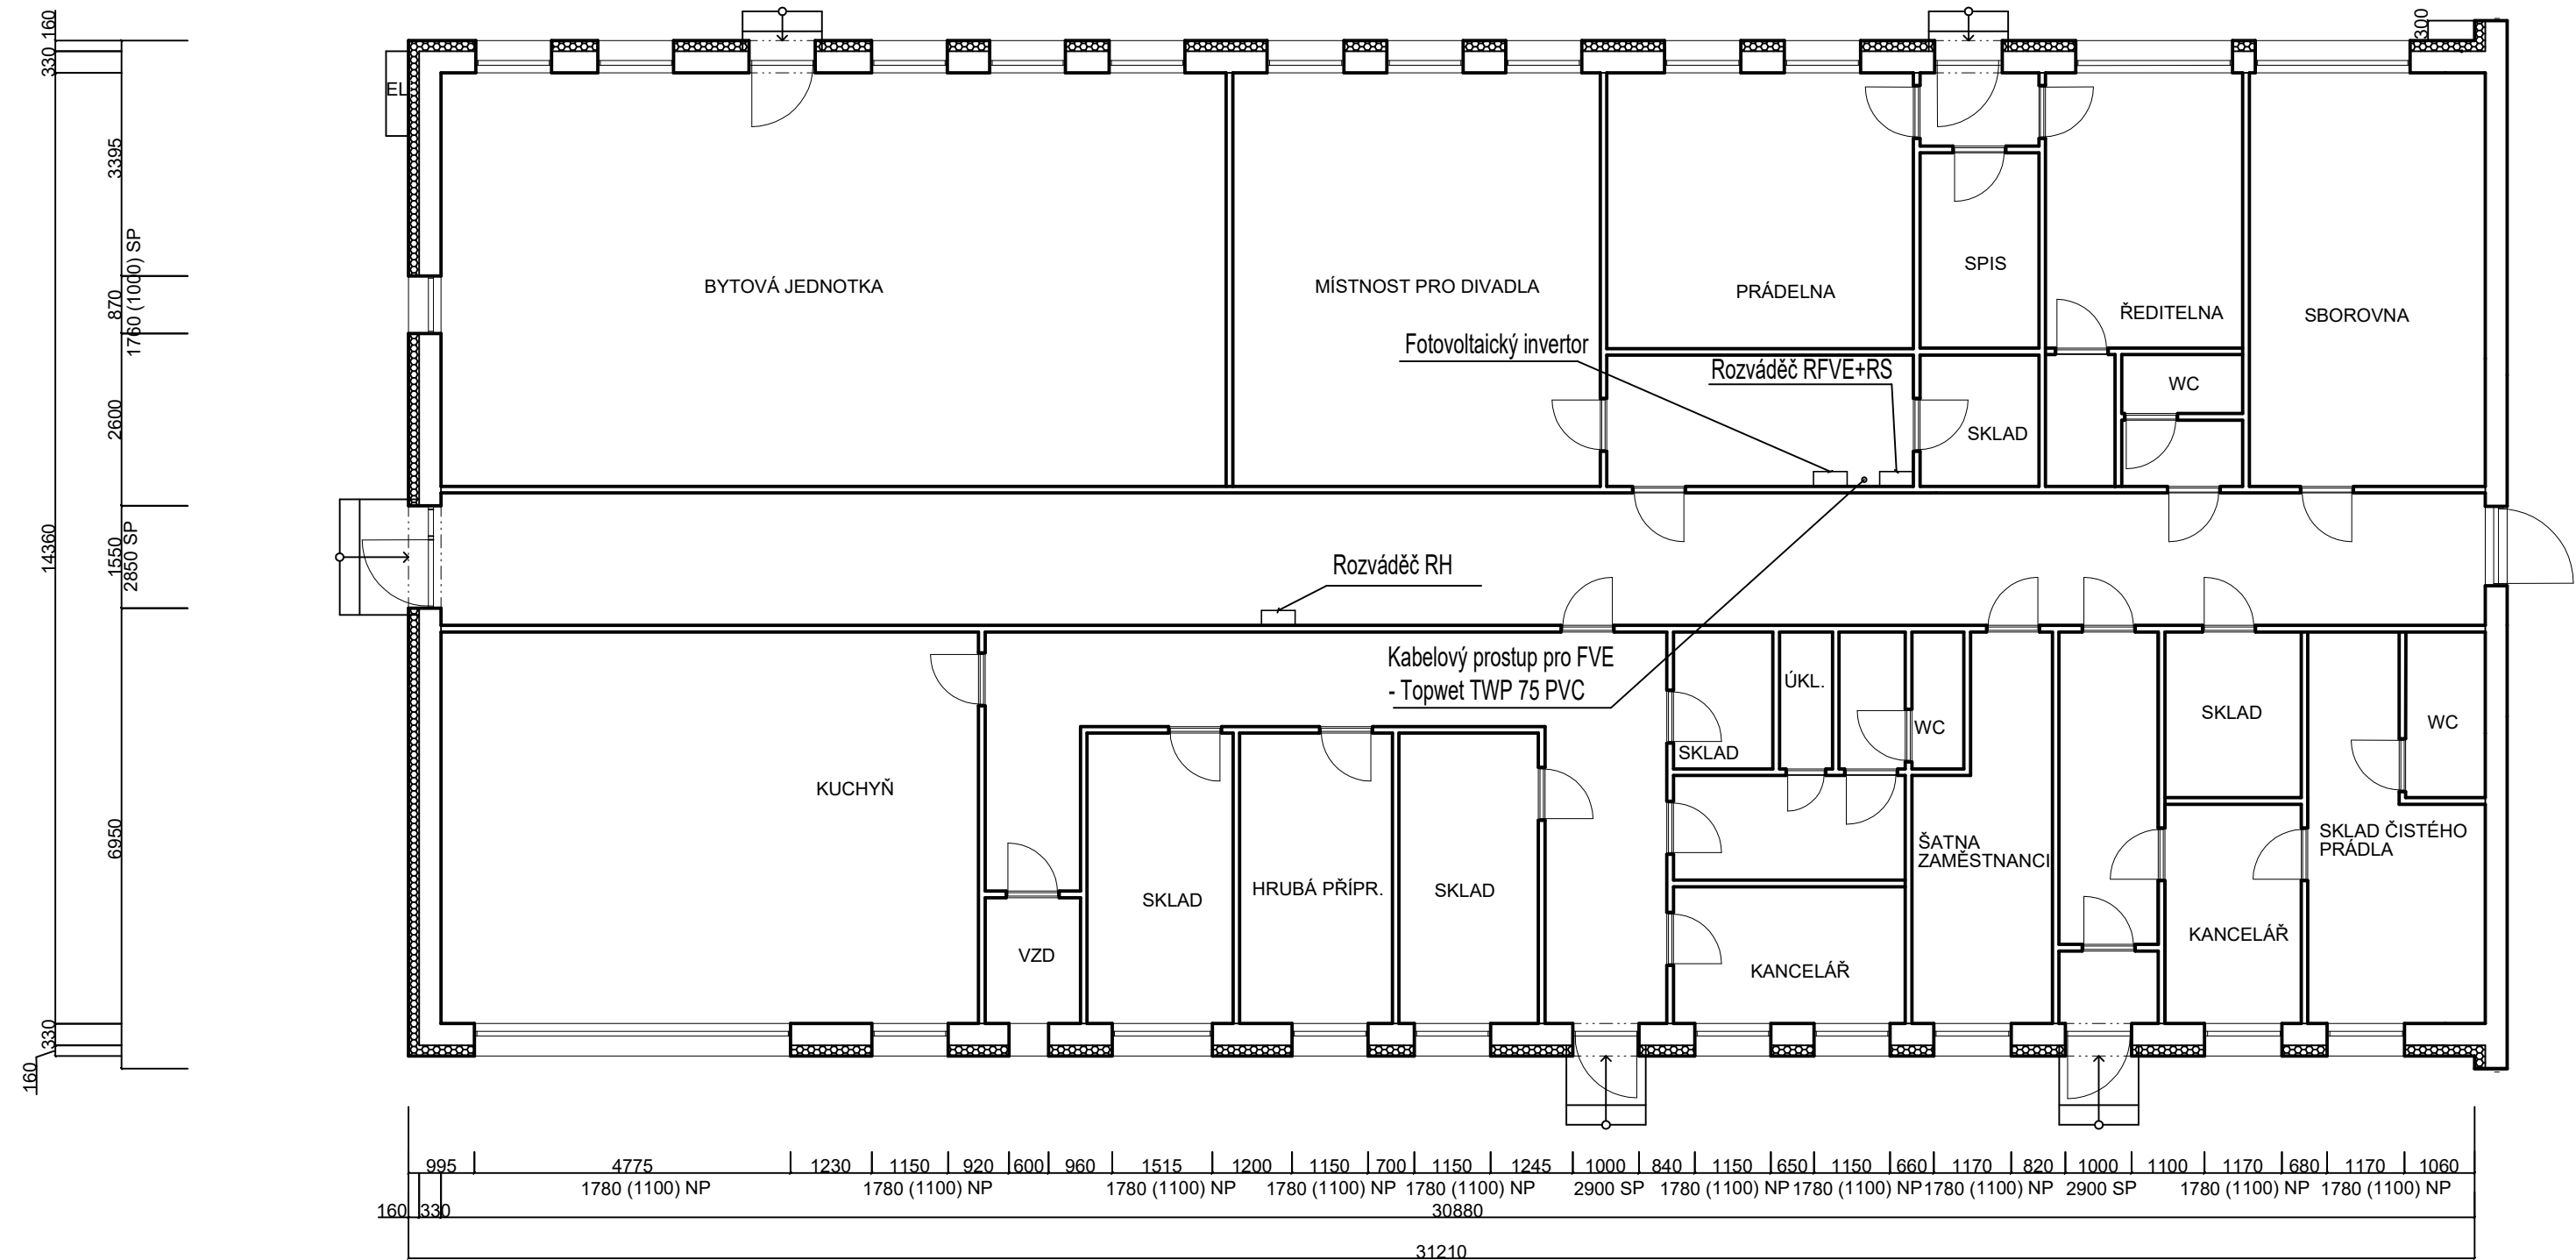 160
330
3395
1760 (1000) SP
870
2600
14360
1550
2850 SP
6950
330
160
EL
300
BYTOVÁ JEDNOTKA
MÍSTNOST PRO DIVADLA
PRÁDELNA
SPIS
ŘEDITELNA
SBOROVNA
Fotovoltaický invertor
Rozváděč RFVE+RS
WC
SKLAD
Rozváděč RH
Kabelový prostup pro FVE
- Topwet TWP 75 PVC
KUCHYŇ
VZD
SKLAD
HRUBÁ PŘÍPR.
SKLAD
SKLAD
ÚKL.
WC
KANCELÁŘ
ŠATNA
ZAMĚSTNANCI
SKLAD
WC
SKLAD ČISTÉHO
PRÁDLA
KANCELÁŘ
995 4775 1230 1150 920 600 960 1515 1200 1150 700 1150 1245 1000 840 1150 650 1150 660 1170 820 1000 1100 1170 680 1170 1060
1780 (1100) NP 1780 (1100) NP 1780 (1100) NP 1780 (1100) NP 1780 (1100) NP 2900 SP 1780 (1100) NP 1780 (1100) NP 1780 (1100) NP 2900 SP 1780 (1100) NP 1780 (1100) NP
160 330 30880
31210